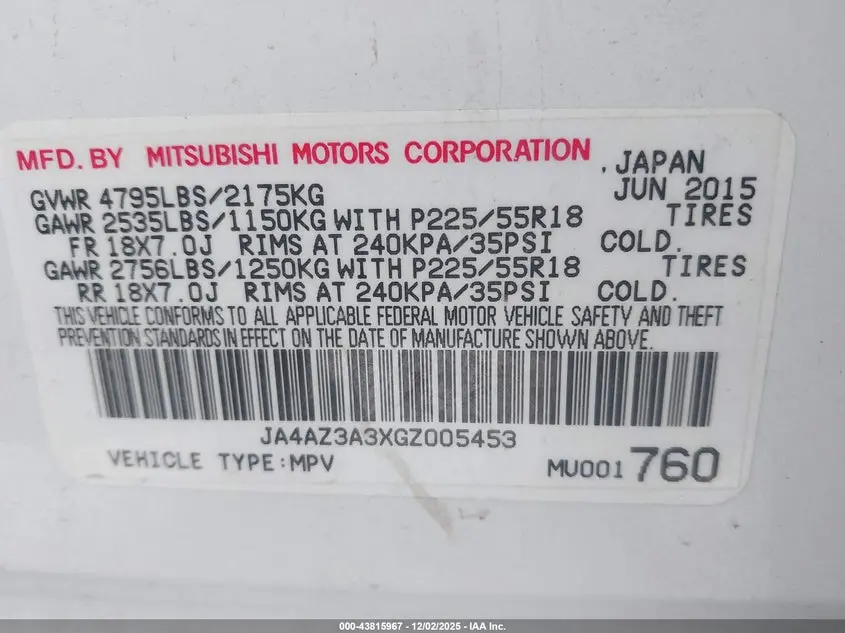 MFD. BY MITSUBISHI MOTORS CORPORATION , JAPAN
GVWR 4795LBS/2175KG JUN 2015
GAWR 2535LBS/1150KG WITH P225/55R18 TIRES
FR 18X7.0J RIMS AT 240KPA/35PSI COLD.
GAWR 2756LBS/1250KG WITH P225/55R18 TIRES
RR 18X7.0J RIMS AT 240KPA/35PSI COLD.
THIS VEHICLE CONFORMS TO ALL APPLICABLE FEDERAL MOTOR VEHICLE SAFETY AND THEFT
PREVENTION STANDARDS IN EFFECT ON THE DATE OF MANUFACTURE SHOWN ABOVE.
JA4AZ3A3XGZ005453
VEHICLE TYPE:MPV MU001 760
000-43815967 - 12/02/2025 - IAA Inc.